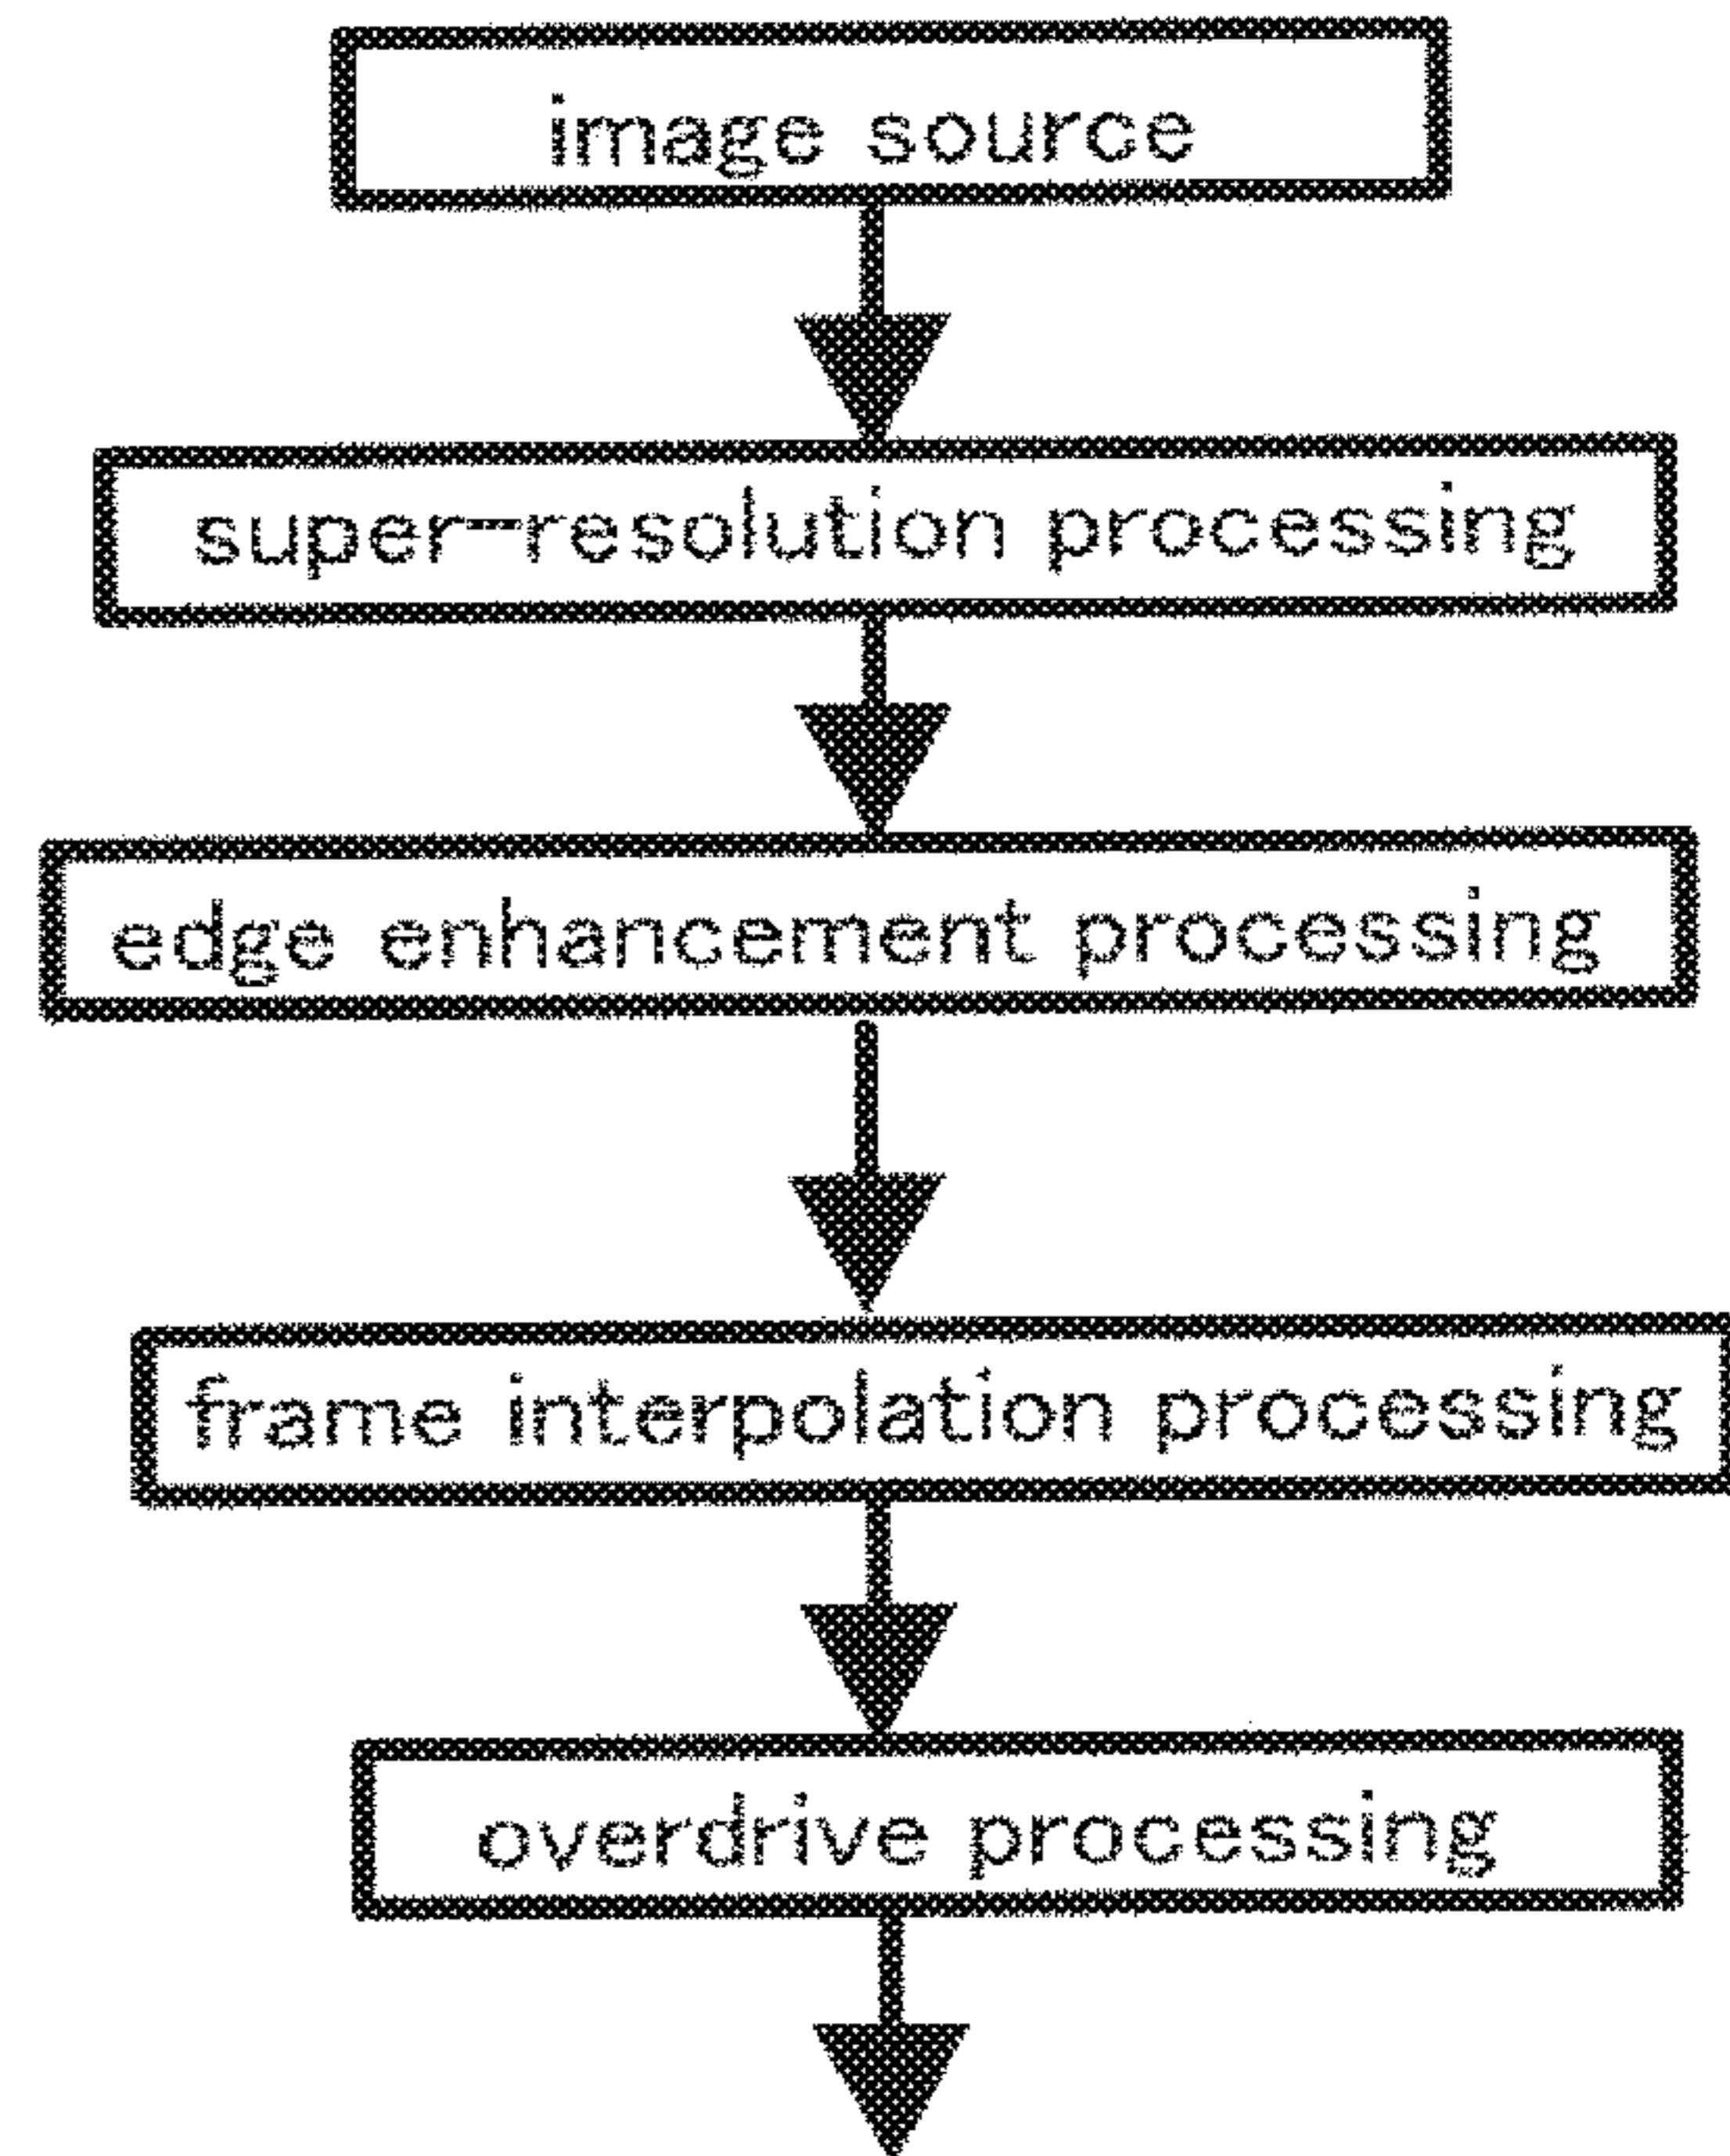 image source
super-resolution processing
edge enhancement processing
frame interpolation processing
overdrive processing